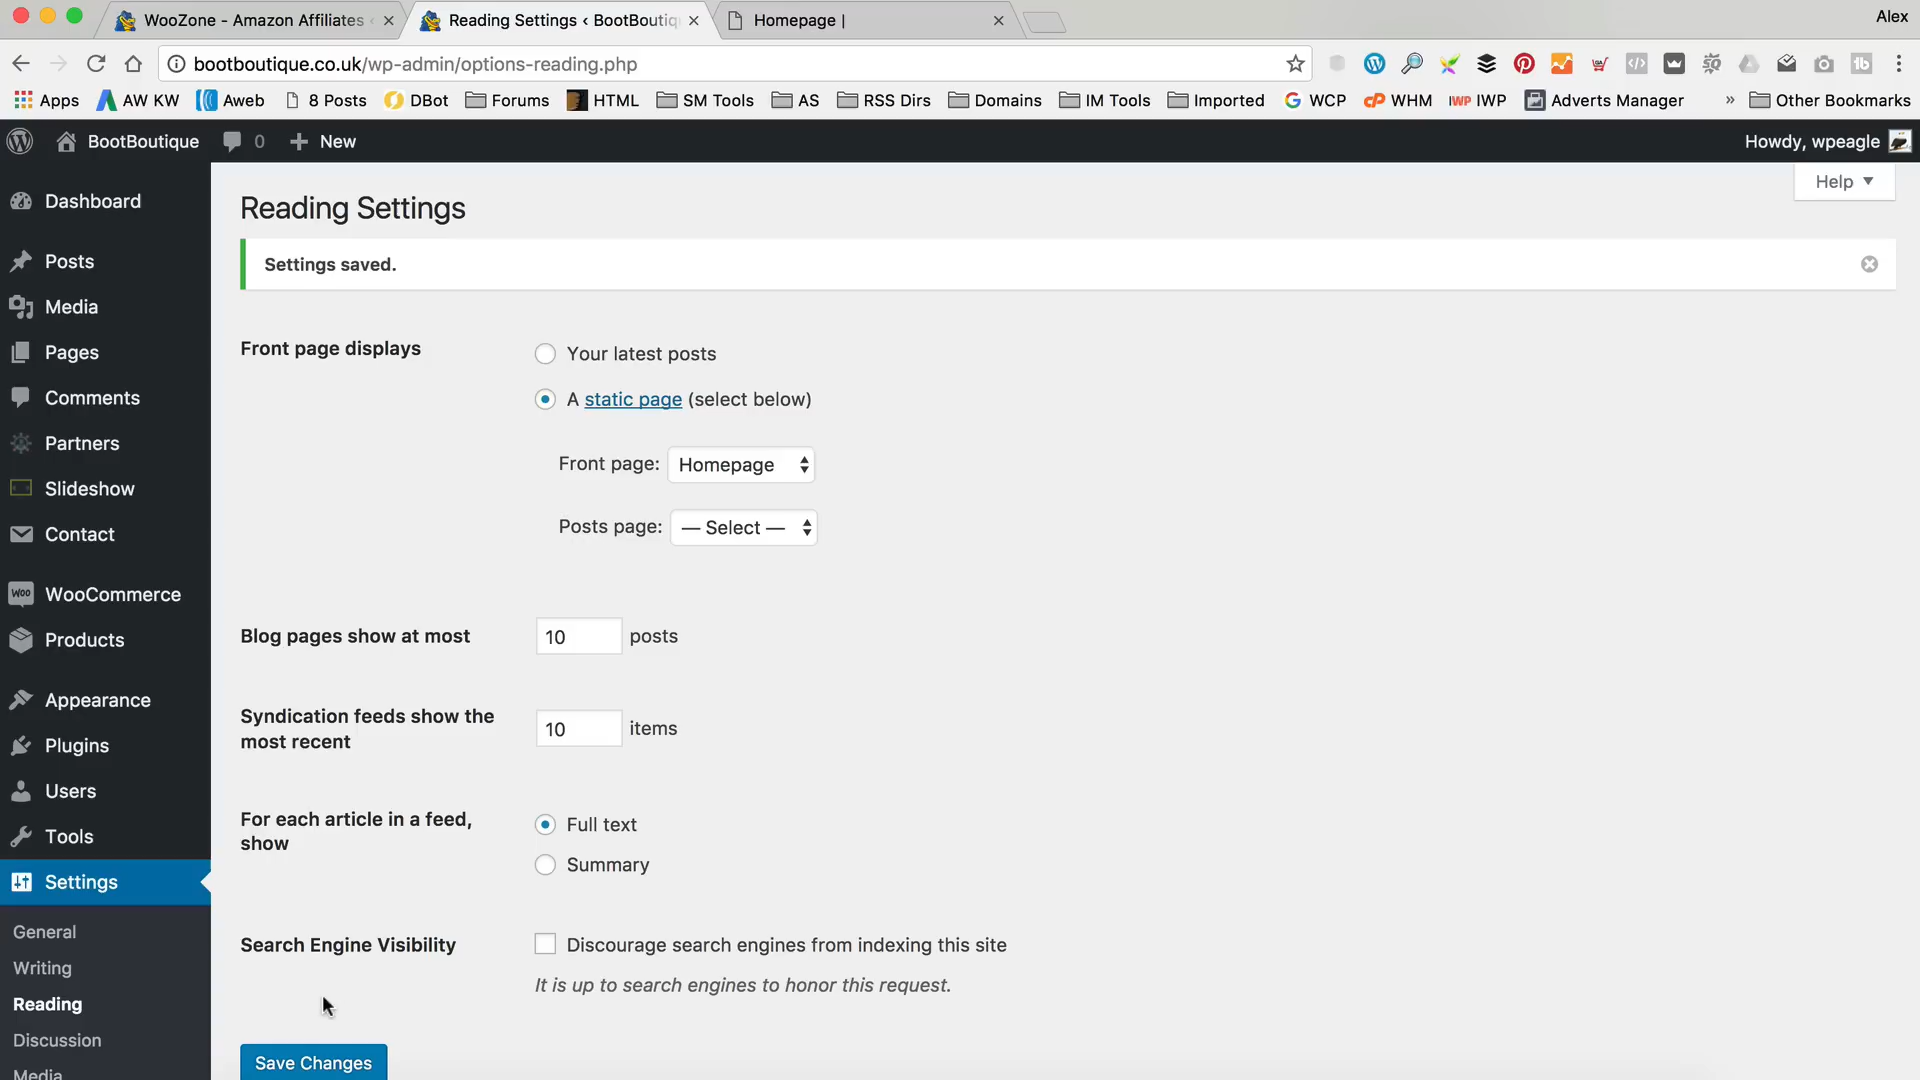 WooZone - Amazon Affiliates
Reading Settings ‹ BootBoutiq
Homepage |
Alex
bootboutique.co.uk/wp-admin/options-reading.php
Apps
AW KW
Aweb
8 Posts
DBot
Forums
HTML
SM Tools
AS
RSS Dirs
Domains
IM Tools
Imported
WCP
WHM
IWP IWP
Adverts Manager
»
Other Bookmarks
BootBoutique
0
New
Howdy, wpeagle
Dashboard
Posts
Media
Pages
Comments
Partners
Slideshow
Contact
Woo WooCommerce
Products
Appearance
Plugins
Users
Tools
Settings
General
Writing
Reading
Discussion
Media
Help
Reading Settings
Settings saved.
Front page displays
Your latest posts
A static page (select below)
Front page: Homepage
Posts page: — Select —
Blog pages show at most
10 posts
Syndication feeds show the
most recent
10 items
For each article in a feed,
show
Full text
Summary
Search Engine Visibility
Discourage search engines from indexing this site
It is up to search engines to honor this request.
Save Changes